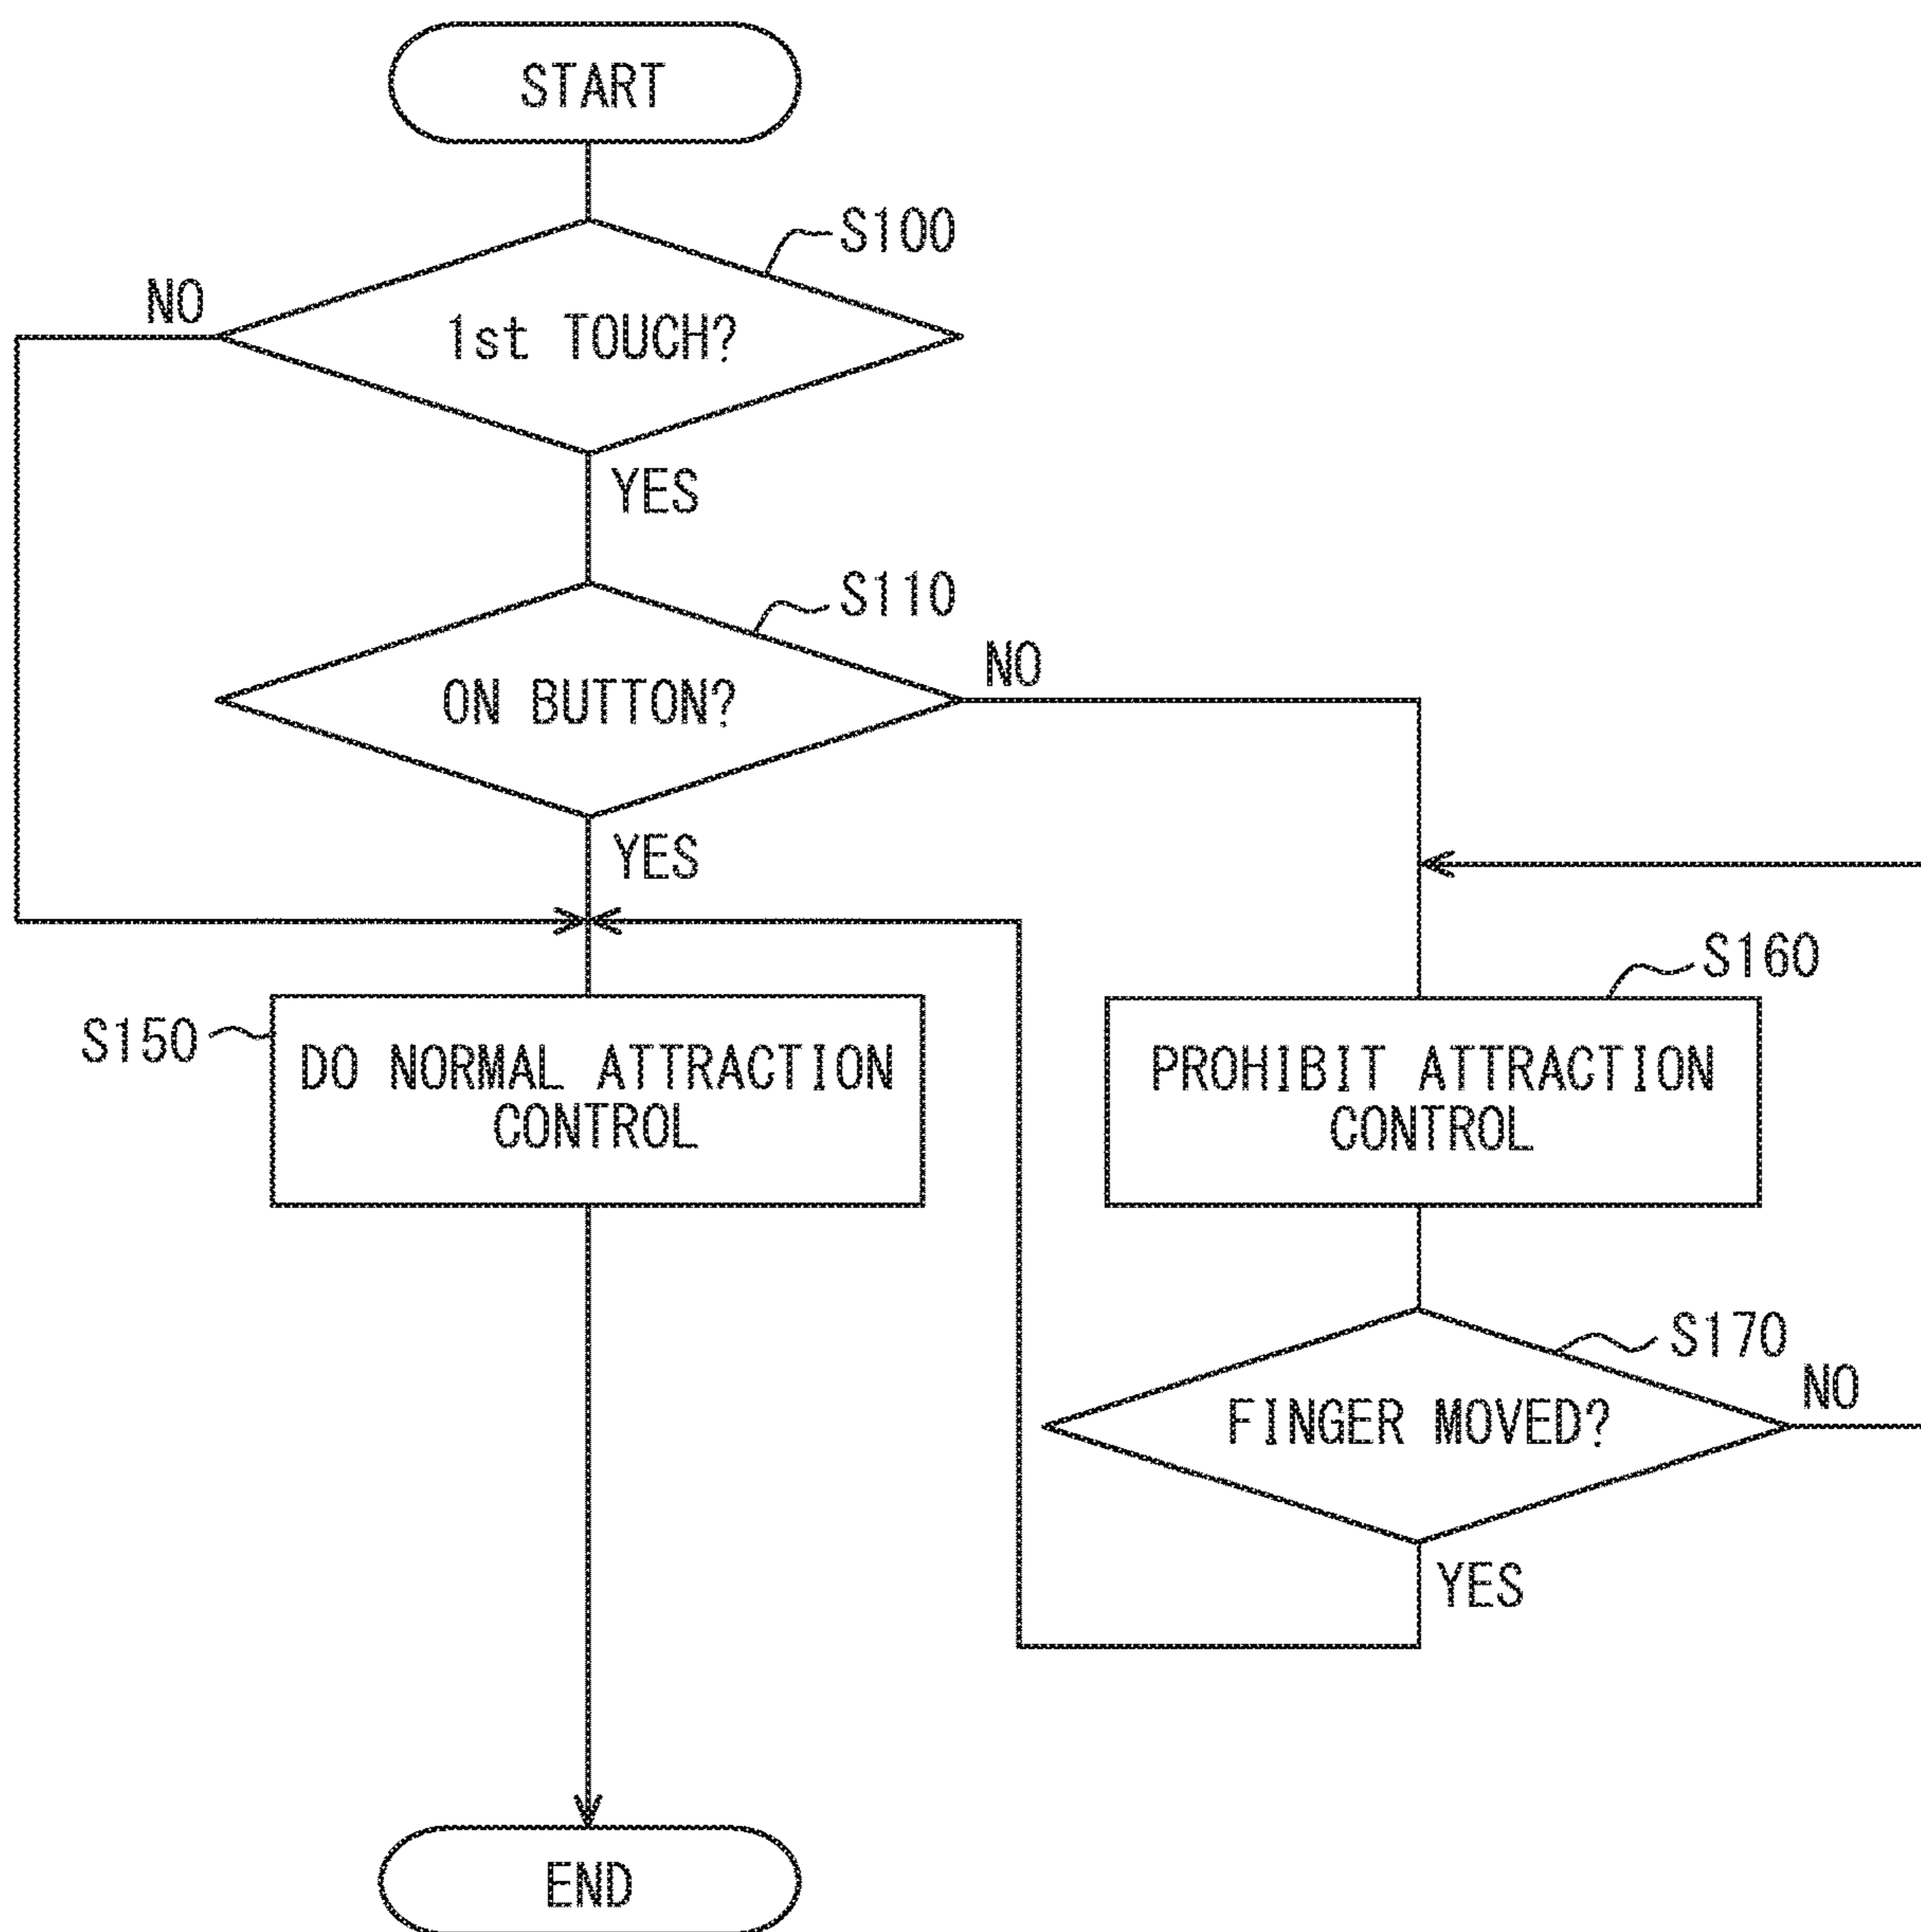 START
S100
NO
1st TOUCH?
YES
S110
NO
ON BUTTON?
YES
S160
S150
DO NORMAL ATTRACTION
CONTROL
PROHIBIT ATTRACTION
CONTROL
S170
NO
FINGER MOVED?
YES
END